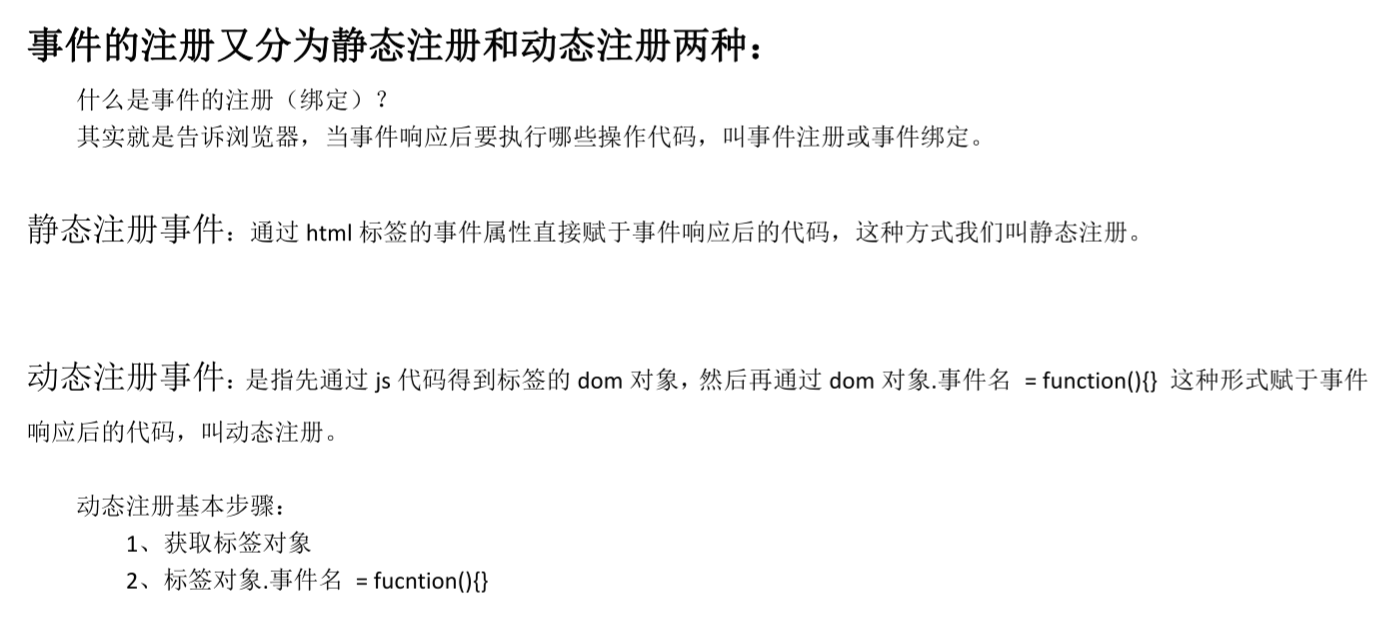 事件的注册又分为静态注册和动态注册两种：
什么是事件的注册（绑定）？
其实就是告诉浏览器，当事件响应后要执行哪些操作代码，叫事件注册或事件绑定。
静态注册事件：通过 html 标签的事件属性直接赋于事件响应后的代码，这种方式我们叫静态注册。
动态注册事件：是指先通过 js 代码得到标签的 dom 对象，然后再通过 dom 对象.事件名 = function(){} 这种形式赋于事件
响应后的代码，叫动态注册。
动态注册基本步骤：
1、获取标签对象
2、标签对象.事件名 = fucntion(){}